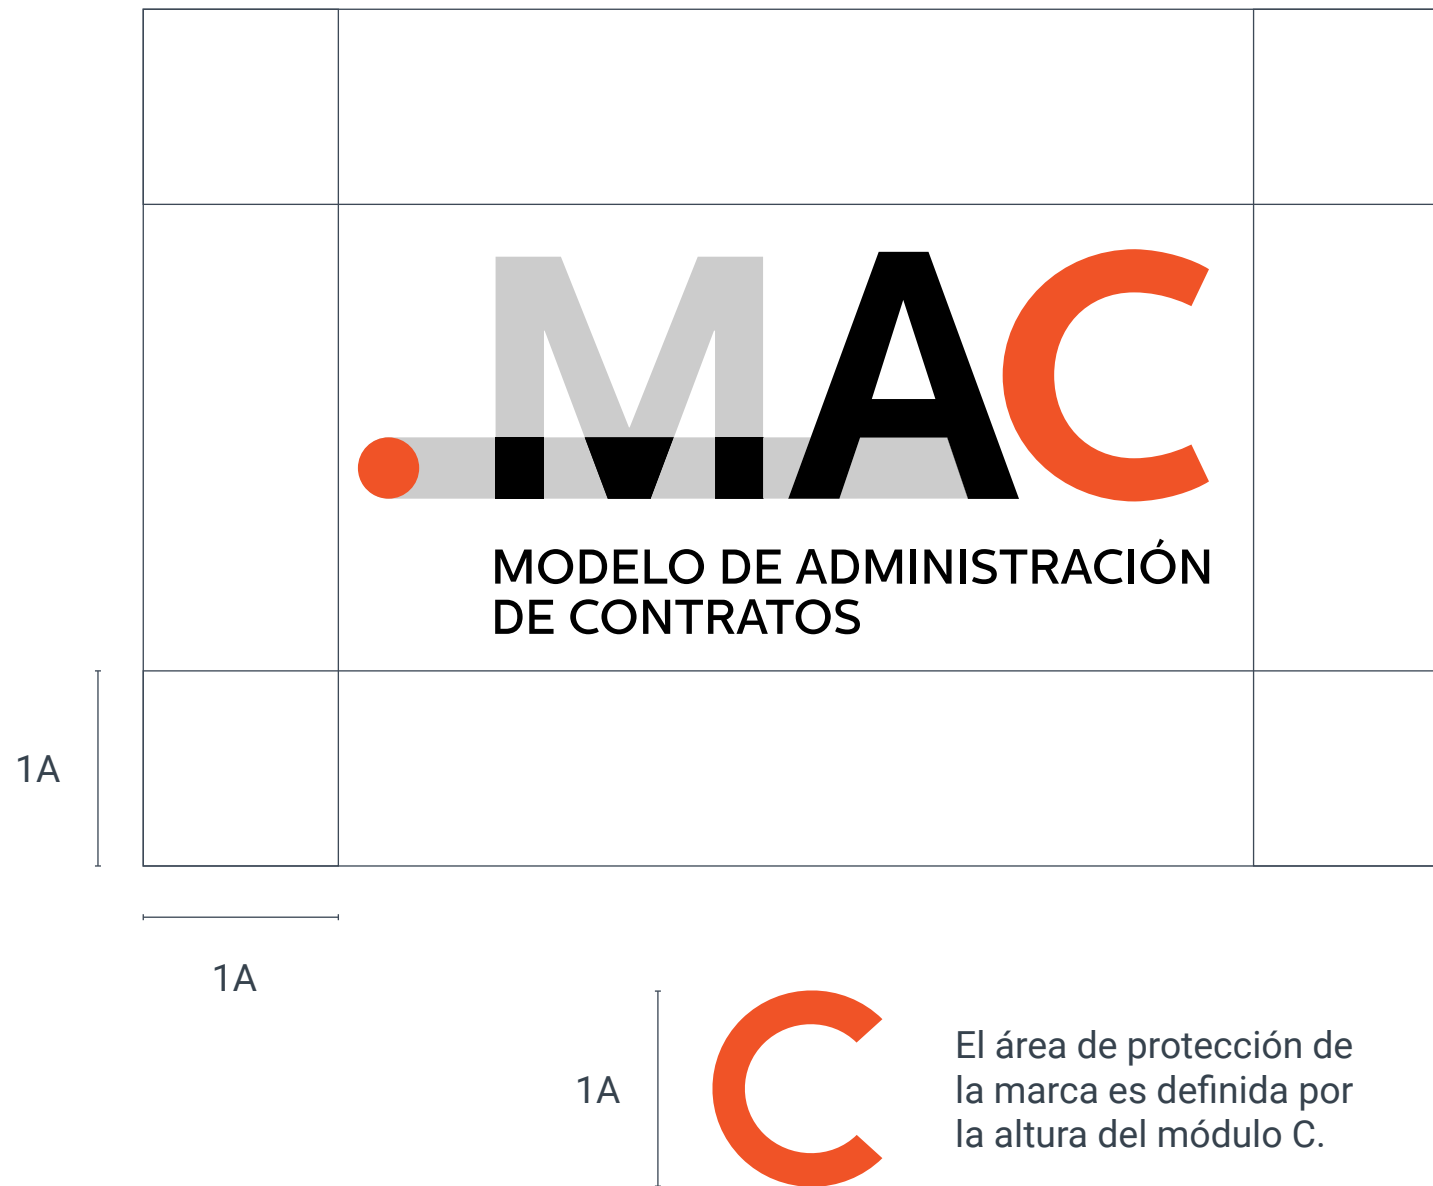 MAC
MODELO DE ADMINISTRACIÓN
DE CONTRATOS
1A
1A
1A
C
El área de protección de
la marca es definida por
la altura del módulo C.